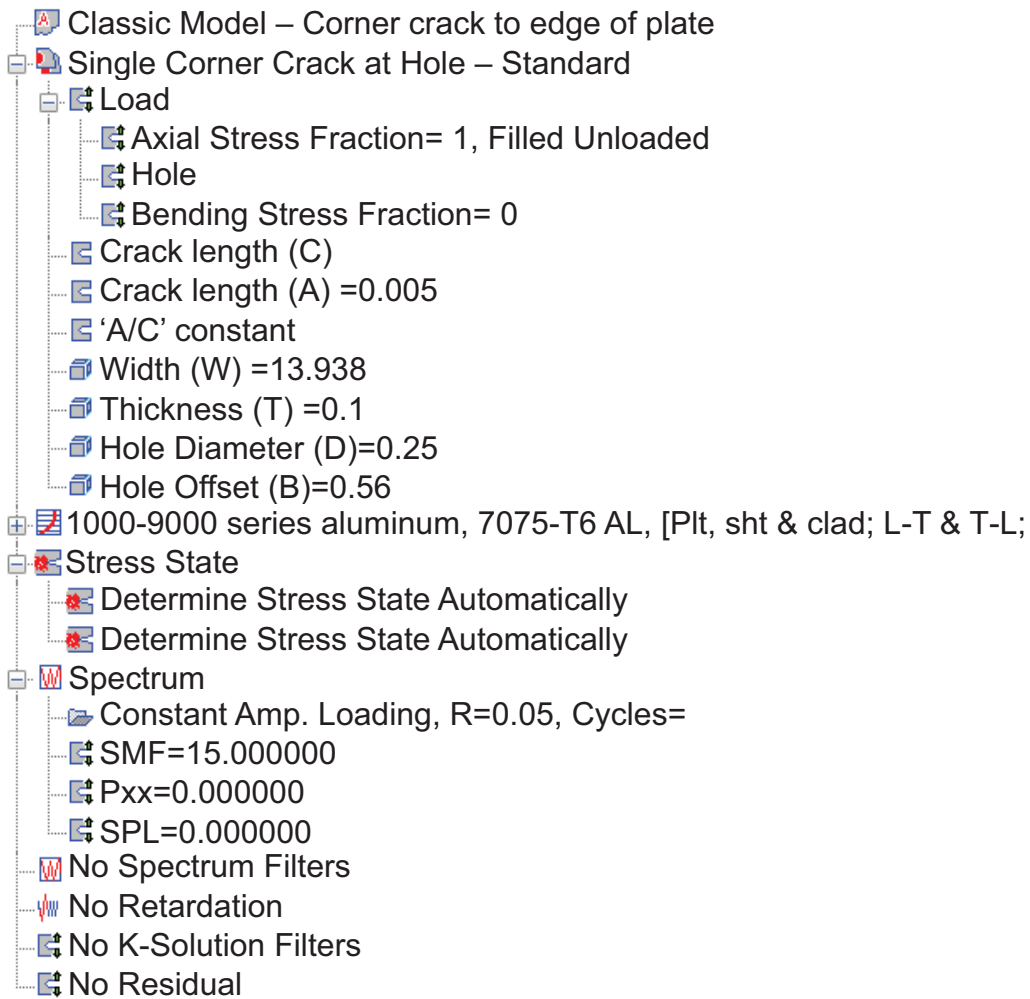 Classic Model – Corner crack to edge of plate
Single Corner Crack at Hole – Standard
Load
Axial Stress Fraction= 1, Filled Unloaded
Hole
Bending Stress Fraction= 0
Crack length (C)
Crack length (A) =0.005
‘A/C’ constant
Width (W) =13.938
Thickness (T) =0.1
Hole Diameter (D)=0.25
Hole Offset (B)=0.56
1000-9000 series aluminum, 7075-T6 AL, [Plt, sht & clad; L-T & T-L;
Stress State
Determine Stress State Automatically
Determine Stress State Automatically
Spectrum
Constant Amp. Loading, R=0.05, Cycles=
SMF=15.000000
Pxx=0.000000
SPL=0.000000
No Spectrum Filters
No Retardation
No K-Solution Filters
No Residual